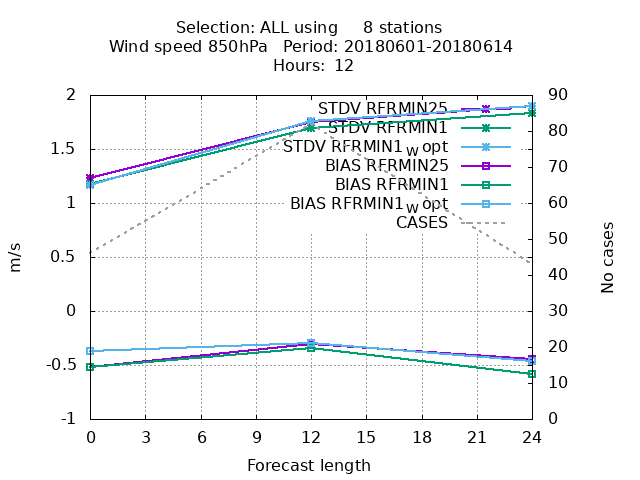 Selection: ALL using 8 stations
Wind speed 850hPa Period: 20180601-20180614
Hours: 12
2
1.5
1
0.5
0
-0.5
-1
90
80
70
60
50
40
30
20
10
0
STDV RFRMIN25
STDV RFRMIN1
STDV RFRMIN1w opt
BIAS RFRMIN25
BIAS RFRMIN1
BIAS RFRMIN1w opt
CASES
m/s
No cases
0 3 6 9 12 15 18 21 24
Forecast length